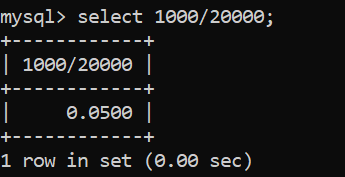 mysql> select 1000/20000;
+------------+
| 1000/20000 |
+------------+
|     0.0500 |
+------------+
1 row in set (0.00 sec)